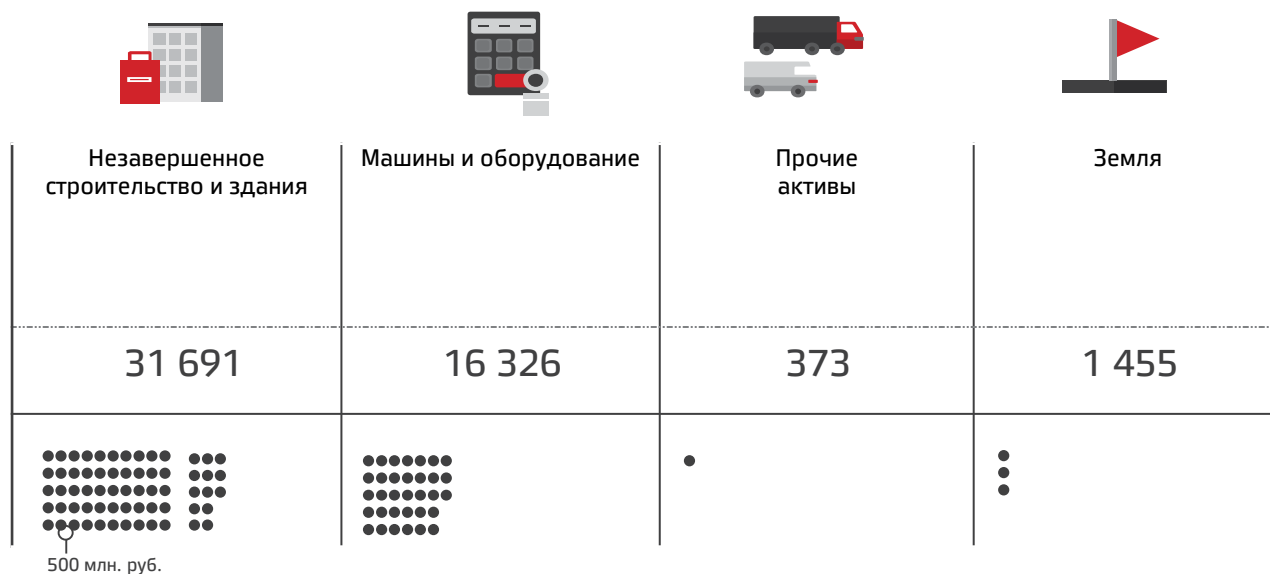 Незавершенное
строительство и здания
Машины и оборудование
Прочие
активы
Земля
31 691
16 326
373
1 455
500 млн. руб.